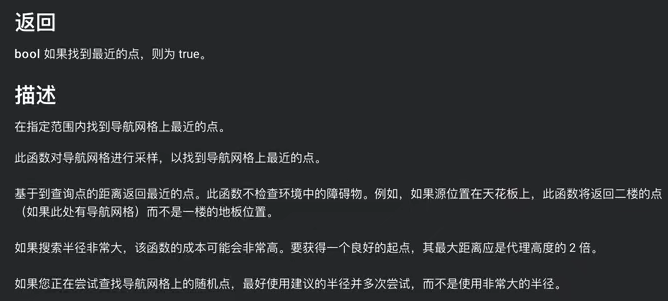 返回
bool 如果找到最近的点，则为 true。
描述
在指定范围内找到导航网格上最近的点。
此函数对导航网格进行采样，以找到导航网格上最近的点。
基于到查询点的距离返回最近的点。此函数不检查环境中的障碍物。例如，如果源位置在天花板上，此函数将返回二楼的点
（如果此处有导航网格）而不是一楼的地板位置。
如果搜索半径非常大，该函数的成本可能会非常高。要获得一个良好的起点，其最大距离应是代理高度的 2 倍。
如果您正在尝试查找导航网格上的随机点，最好使用建议的半径并多次尝试，而不是使用非常大的半径。